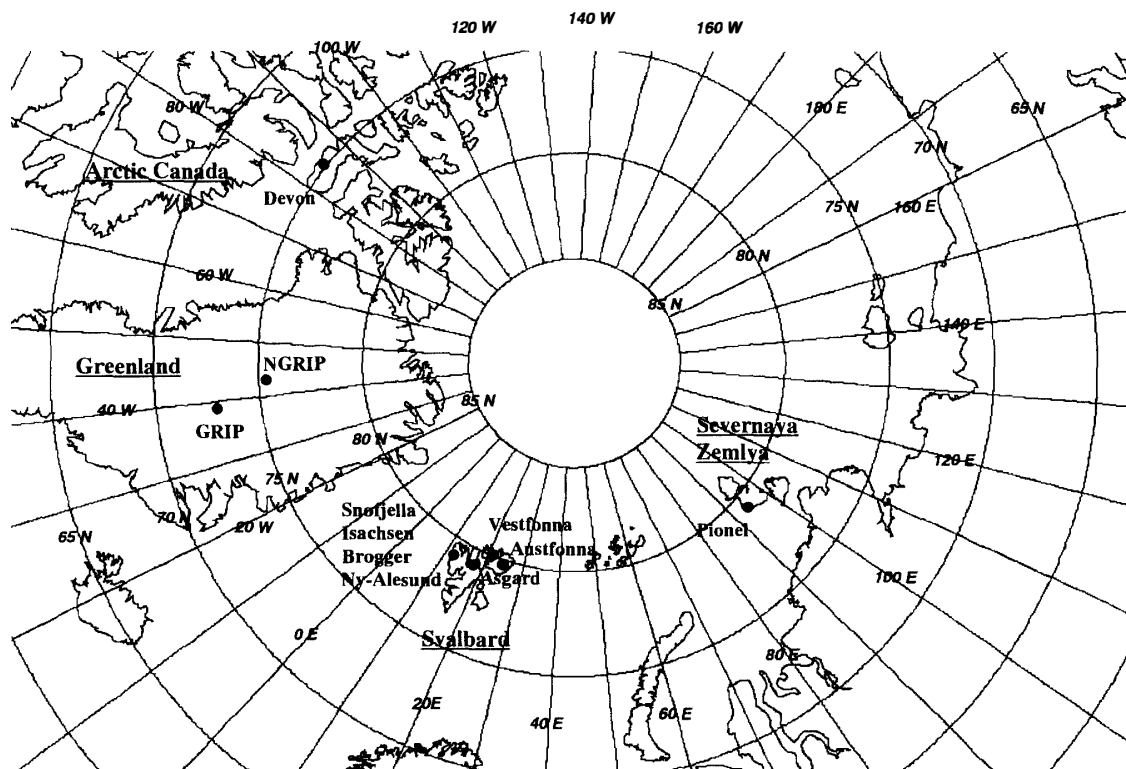 120 W
140 W
160 W
100 W
80 W
180 E
65 N
70 N
Arctic Canada
Devon
75 N
160 E
80 N
60 W
85 N
140 E
Greenland
NGRIP
40 W
85 N
GRIP
80 N
Severnaya
Zemlya
120 E
75 N
Snofjella
Isachsen
Brogger
Ny-Alesund
Vestfonna
Austfonna
Asgard
Pionel
70 N
20 W
65 N
100 E
0 E
Svalbard
80 E
20E
40 E
60 E